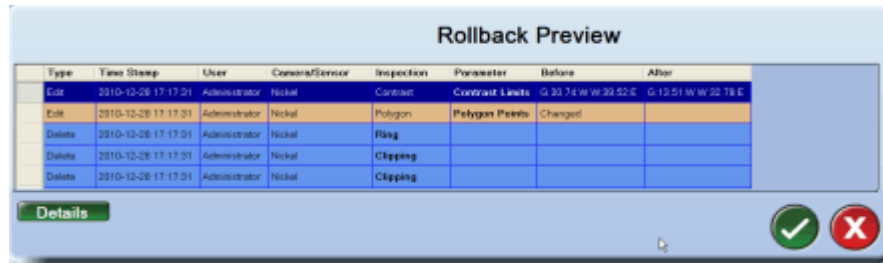 Rollback Preview
Type Time Stamp User Camera/Sensor Inspection Parameter Before After
Edit 2010-12-28 17:17:31 Administrator Nickel Contrast Contrast Limits
Edit 2010-12-28 17:17:31 Administrator Nickel Polygon Polygon Points Changed
Delete 2010-12-28 17:17:31 Administrator Nickel Ring
Delete 2010-12-28 17:17:31 Administrator Nickel Clipping
Delete 2010-12-28 17:17:31 Administrator Nickel Clipping
Details